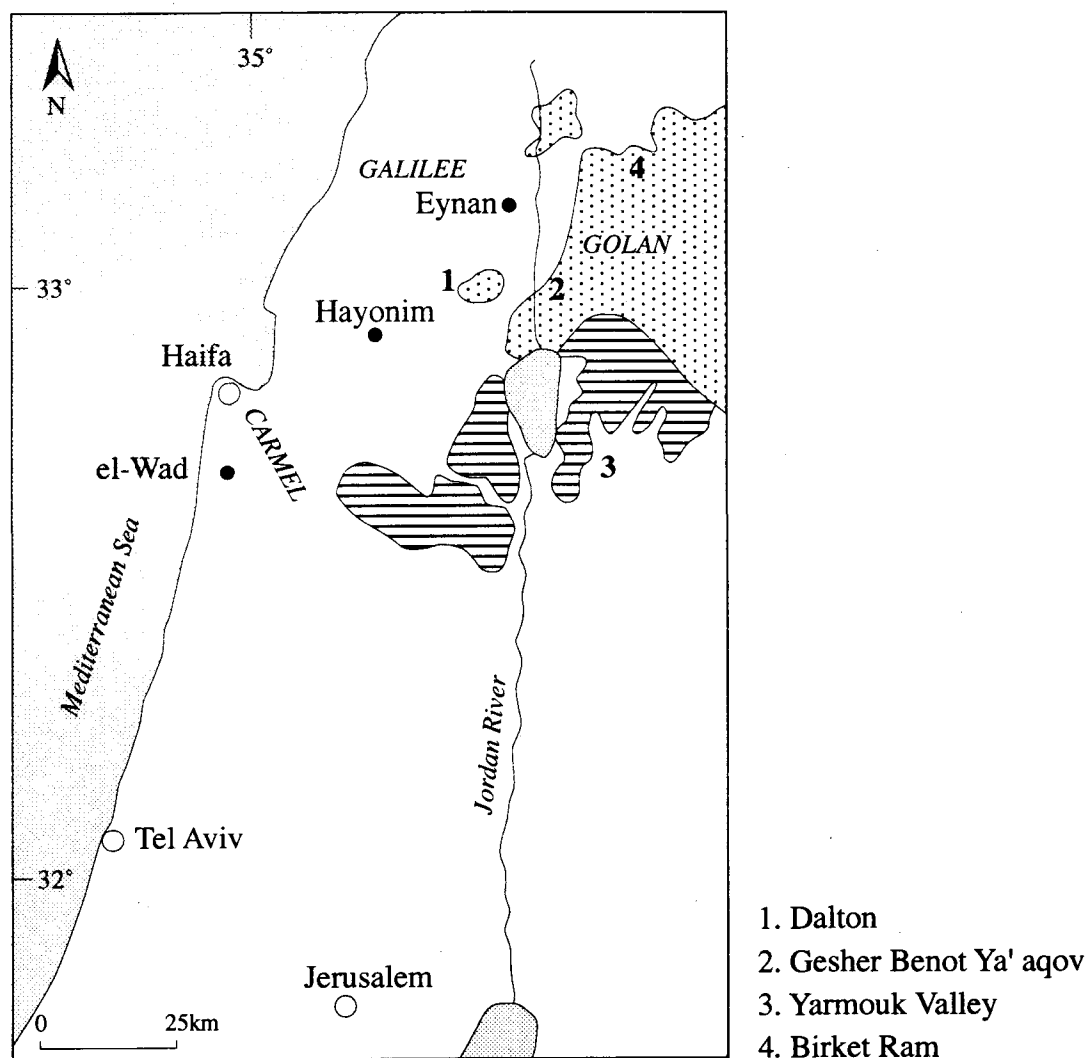 35°
N
GALILEE
4
Eynan
GOLAN
1
2
33°
Hayonim
Haifa
CARMEL
el-Wad
3
Mediterranean Sea
Jordan River
Tel Aviv
32°
Jerusalem
0 25km
1. Dalton
2. Gesher Benot Ya' aqov
3. Yarmouk Valley
4. Birket Ram